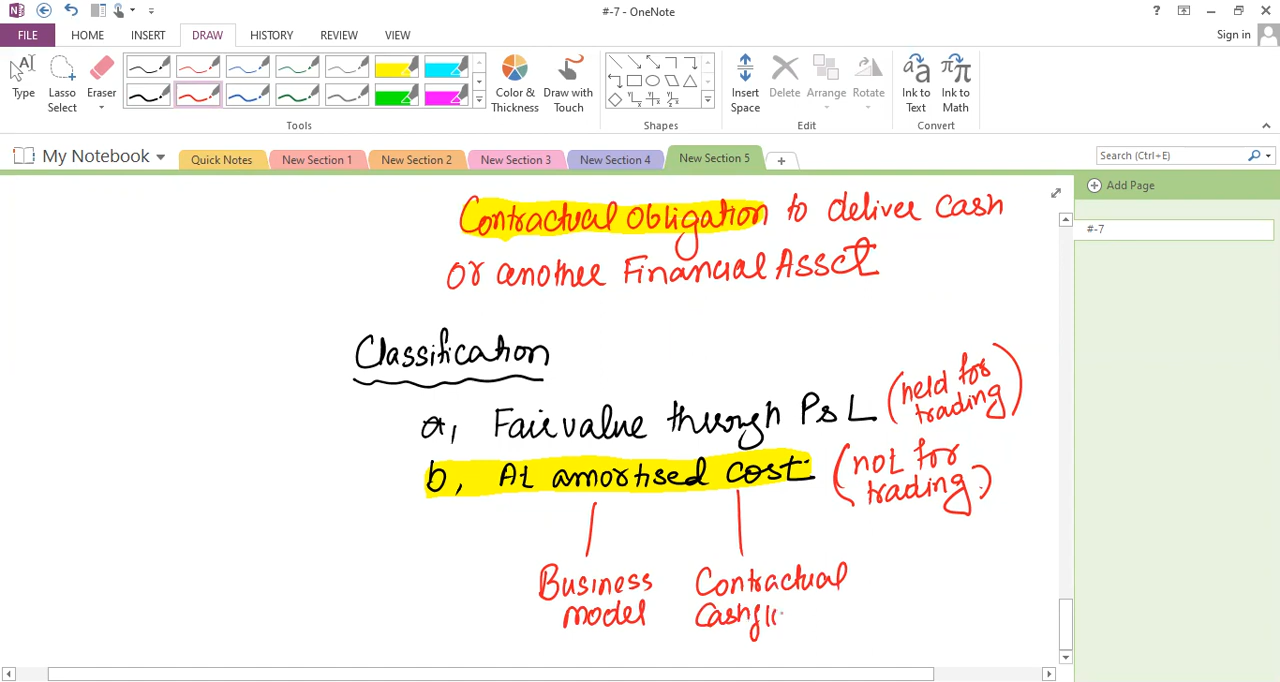 #-7 - OneNote
FILE HOME INSERT DRAW HISTORY REVIEW VIEW Sign in
Type Lasso Select Eraser Color & Thickness Draw with Touch Insert Space Delete Arrange Rotate Ink to Text Ink to Math
Tools Shapes Edit Convert
My Notebook Quick Notes New Section 1 New Section 2 New Section 3 New Section 4 New Section 5 Search (Ctrl+E)
Add Page
#-7
Contractual Obligation to deliver Cash
or another Financial Asset
Classification
a, Fair value through P&L (held for trading)
b, At amortised cost (not for trading)
Business Contractual
model Cashfl